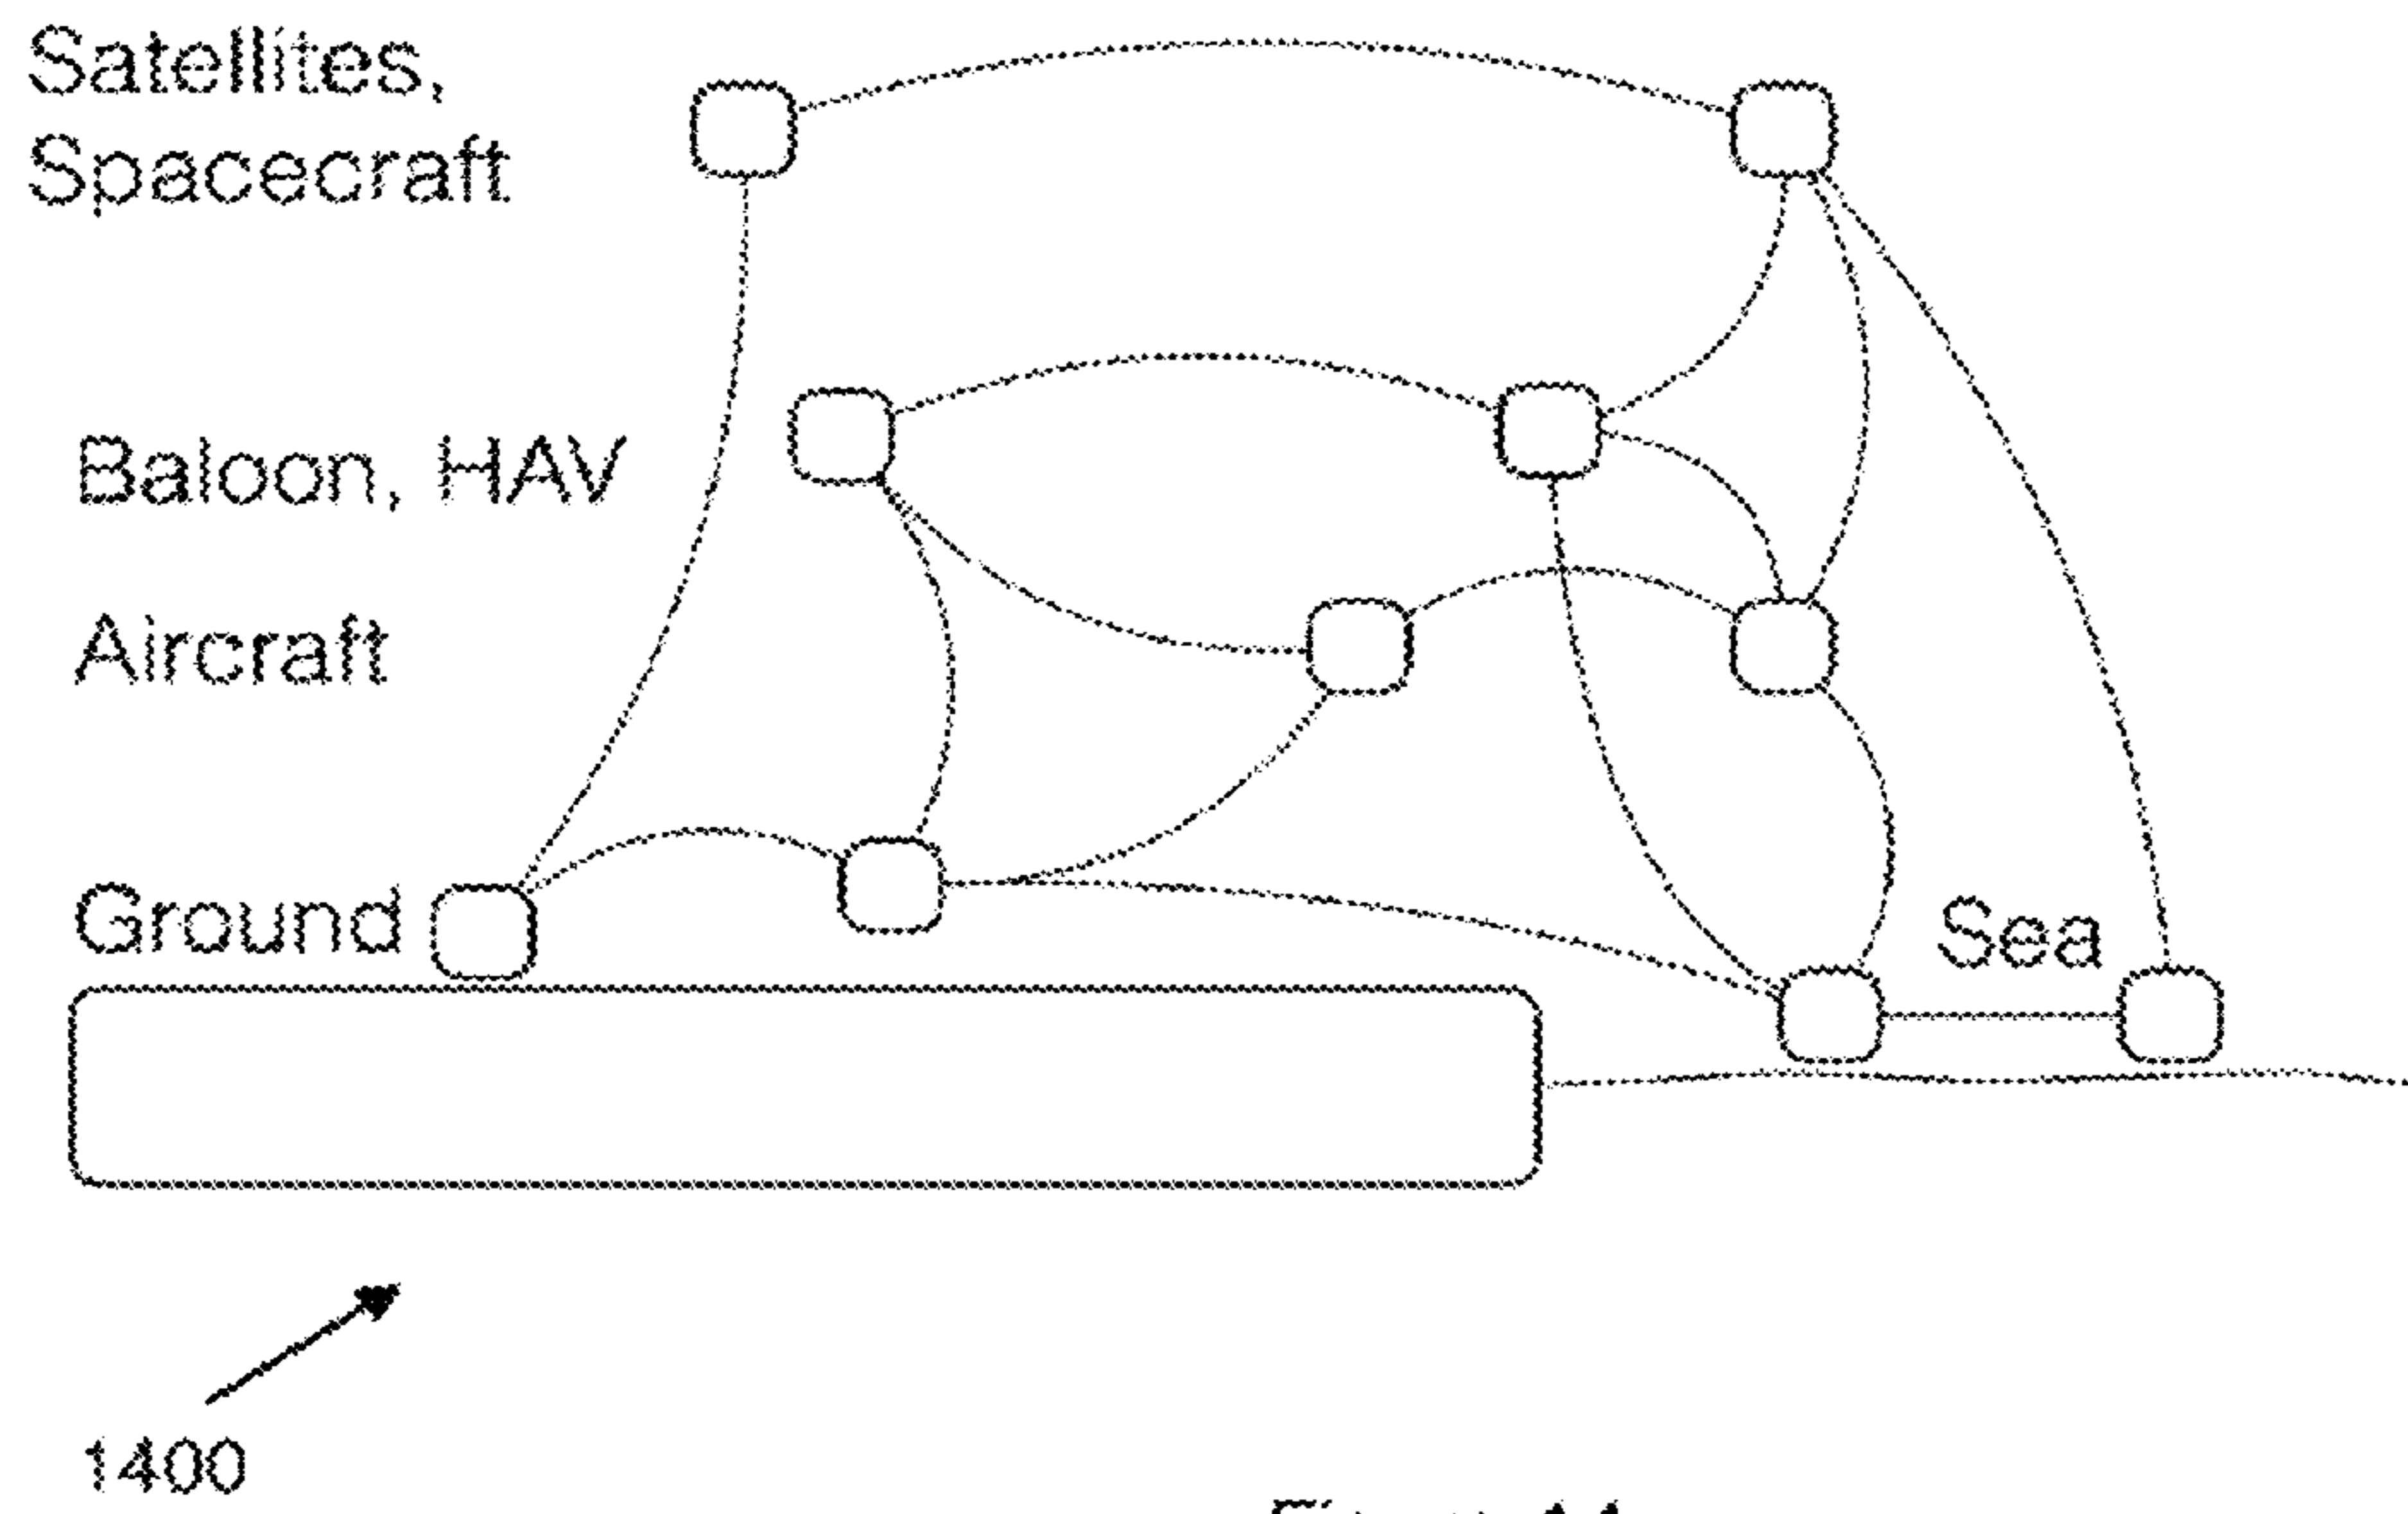 Satellites,
Spacecraft
Baloon, HAV
Aircraft
Ground
Sea
1400